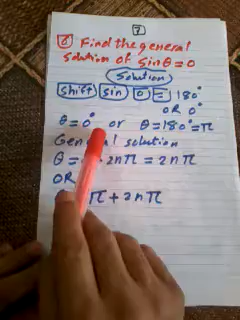 7
6 Find the general
solution of Sinθ=0
Solution
Shift Sin 0 = 180°
OR 0°
θ = 0° or θ = 180° = π
General solution
θ = + 2nπ = 2nπ
OR
π + 2nπ